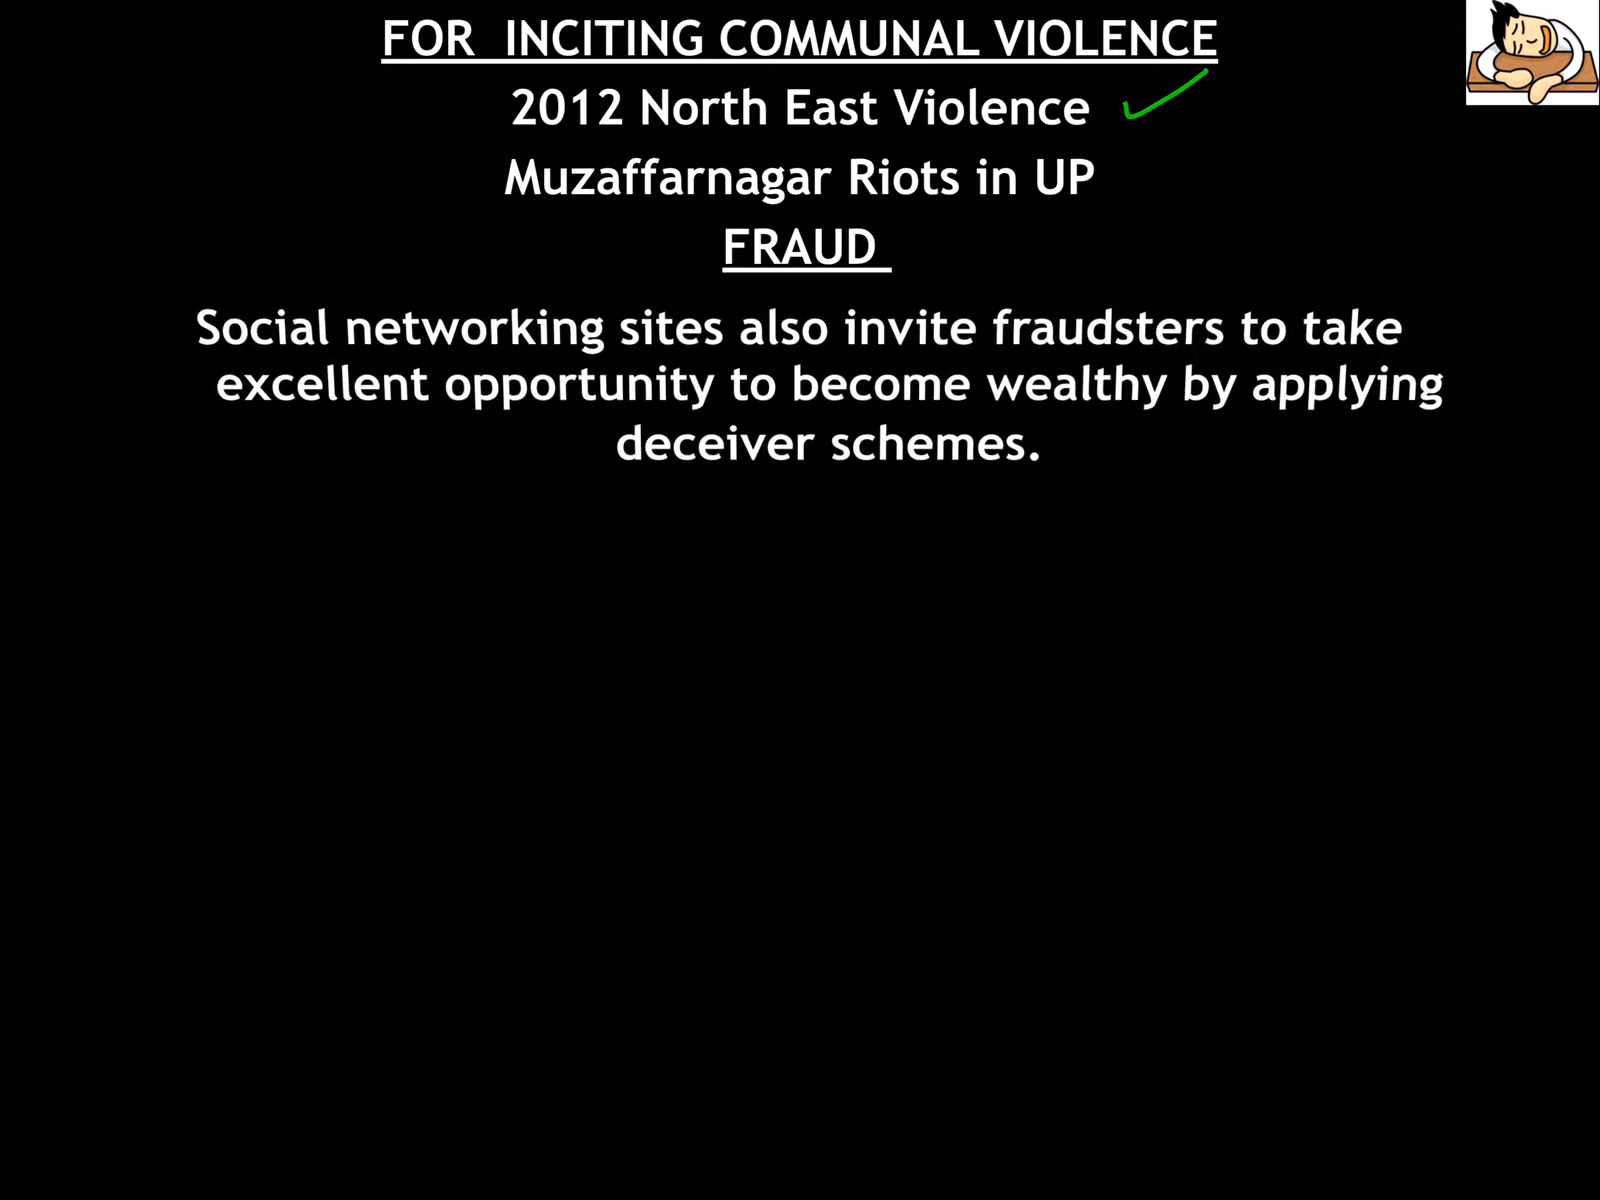 FOR  INCITING COMMUNAL VIOLENCE
2012 North East Violence
Muzaffarnagar Riots in UP
FRAUD
Social networking sites also invite fraudsters to take
excellent opportunity to become wealthy by applying
deceiver schemes.